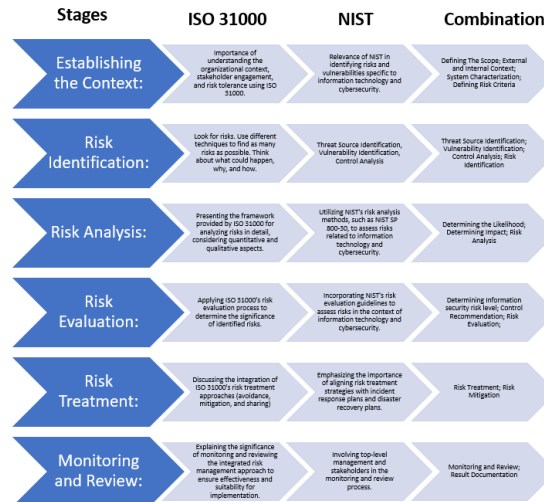 Stages
ISO 31000
NIST
Combination
Establishing
the Context:
Importance of
understanding the
organizational context,
stakeholder engagement,
and risk tolerance using ISO
31000.
Relevance of NIST in
identifying risks and
vulnerabilities specific to
information technology and
cybersecurity.
Defining The Scope; External
and Internal Context;
System Characterization;
Defining Risk Criteria
Risk
Identification:
Look for risks. Use different
techniques to find as many
risks as possible. Think
about what could happen,
why, and how.
Threat Source Identification,
Vulnerability Identification,
Control Analysis
Threat Source Identification;
Vulnerability Identification;
Control Analysis; Risk
Identification
Risk Analysis:
Presenting the framework
provided by ISO 31000 for
analyzing risks in detail,
considering quantitative and
qualitative aspects.
Utilizing NIST's risk analysis
methods, such as NIST SP
800-30, to assess risks
related to information
technology and
cybersecurity.
Determining the Likelihood;
Determining Impact; Risk
Analysis
Risk
Evaluation:
Applying ISO 31000's risk
evaluation process to
determine the significance
of identified risks.
Incorporating NIST's risk
evaluation guidelines to
assess risks in the context of
information technology and
cybersecurity.
Determining Information
security risk level; Control
Recommendation; Risk
Evaluation;
Risk
Treatment:
Discussing the integration of
ISO 31000's risk treatment
approaches (avoidance,
mitigation, and sharing)
Emphasizing the importance
of aligning risk treatment
strategies with incident
response plans and disaster
recovery plans.
Risk Treatment; Risk
Mitigation
Monitoring
and Review:
Explaining the significance
of monitoring and reviewing
the integrated risk
management approach to
ensure effectiveness and
suitability for
implementation.
Involving top-level
management and
stakeholders in the
monitoring and review
process.
Monitoring and Review;
Result Documentation